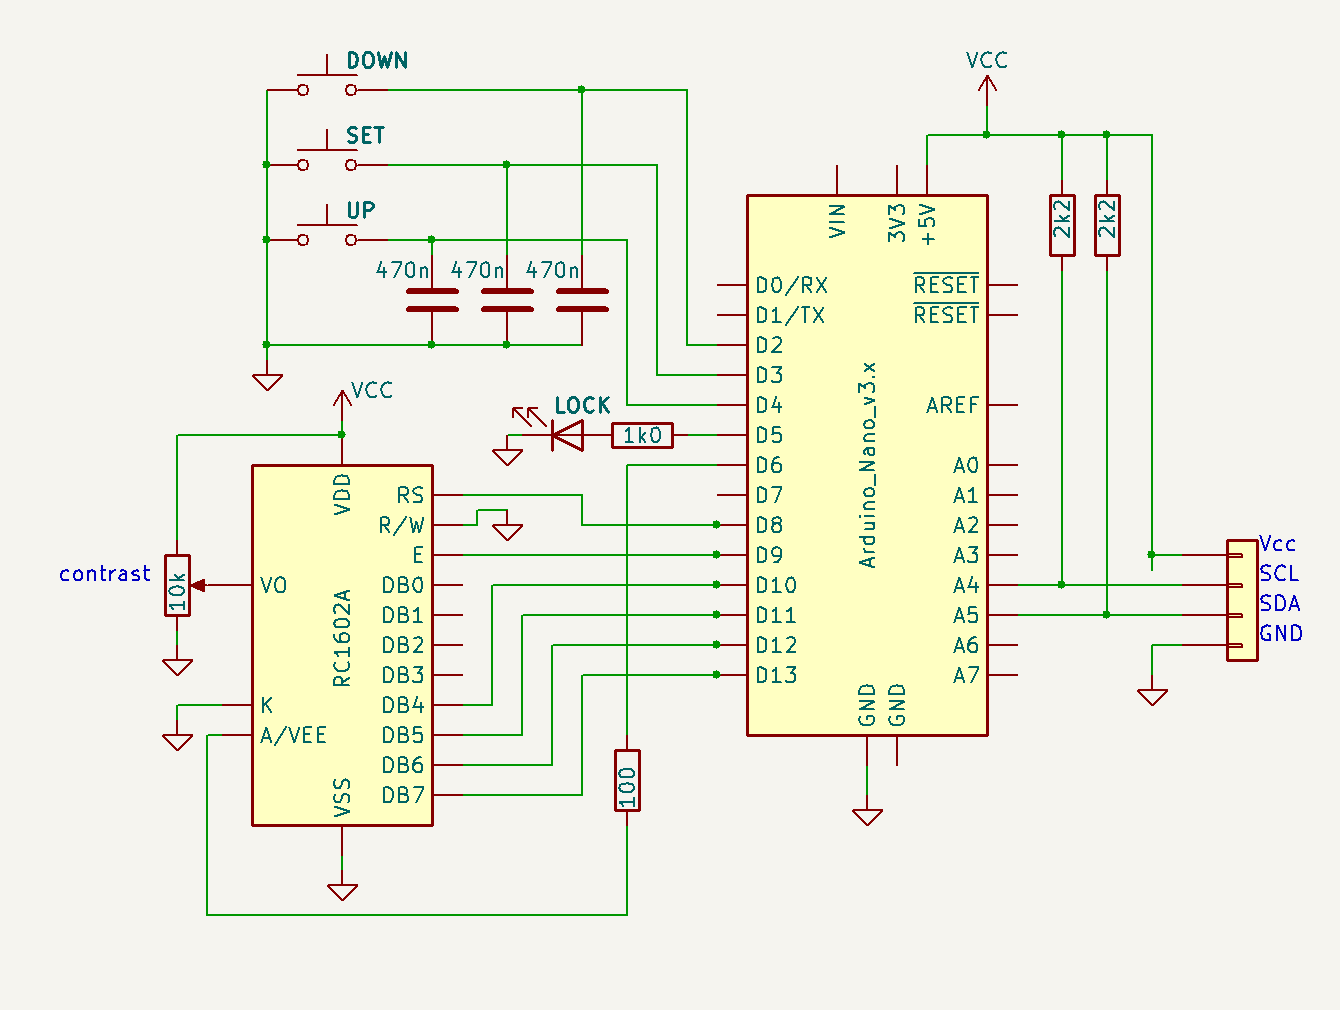 DOWN
SET
UP
470n
470n
470n
VCC
LOCK
1k0
VCC
VIN
3V3
+5V
D0/RX
D1/TX
D2
D3
D4
D5
D6
D7
D8
D9
D10
D11
D12
D13
Arduino_Nano_v3.x
RESET
RESET
AREF
A0
A1
A2
A3
A4
A5
A6
A7
GND
GND
2k2
2k2
Vcc
SCL
SDA
GND
contrast
10k
VDD
VO
K
A/VEE
RC1602A
VSS
RS
R/W
E
DB0
DB1
DB2
DB3
DB4
DB5
DB6
DB7
100